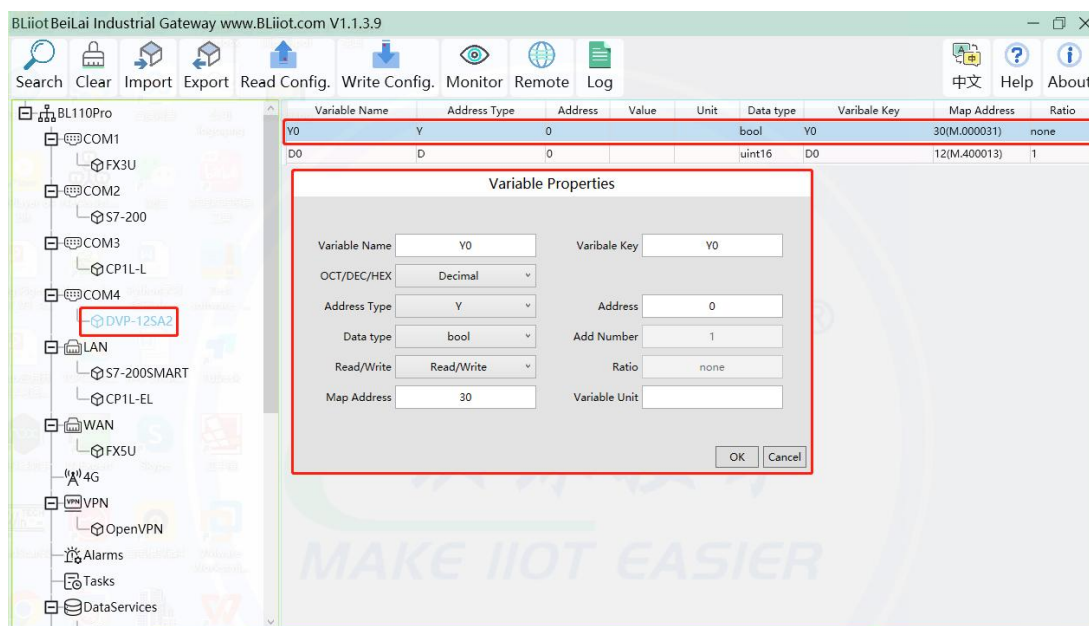 BLiiot BeiLai Industrial Gateway www.BLiiot.com V1.1.3.9
Search Clear Import Export Read Config. Write Config. Monitor Remote Log 中文 Help About
BL110Pro
COM1
FX3U
COM2
S7-200
COM3
CP1L-L
COM4
DVP-12SA2
LAN
S7-200SMART
CP1L-EL
WAN
FX5U
4G
VPN
OpenVPN
Alarms
Tasks
DataServices
Variable Name Address Type Address Value Unit Data type Varibale Key Map Address Ratio
Y0 Y 0 bool Y0 30(M.000031) none
D0 D 0 uint16 D0 12(M.400013) 1
Variable Properties
Variable Name Y0 Varibale Key Y0
OCT/DEC/HEX Decimal
Address Type Y Address 0
Data type bool Add Number 1
Read/Write Read/Write Ratio none
Map Address 30 Variable Unit
OK Cancel
MAKE IIOT EASIER